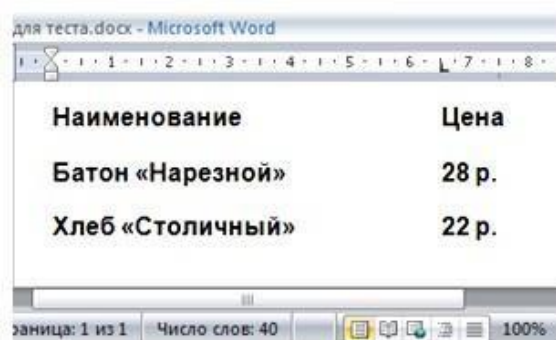 для теста.docx - Microsoft Word
1 2 3 4 5 6 7 8
Наименование Цена
Батон «Нарезной» 28 р.
Хлеб «Столичный» 22 р.
раница: 1 из 1 Число слов: 40 100%